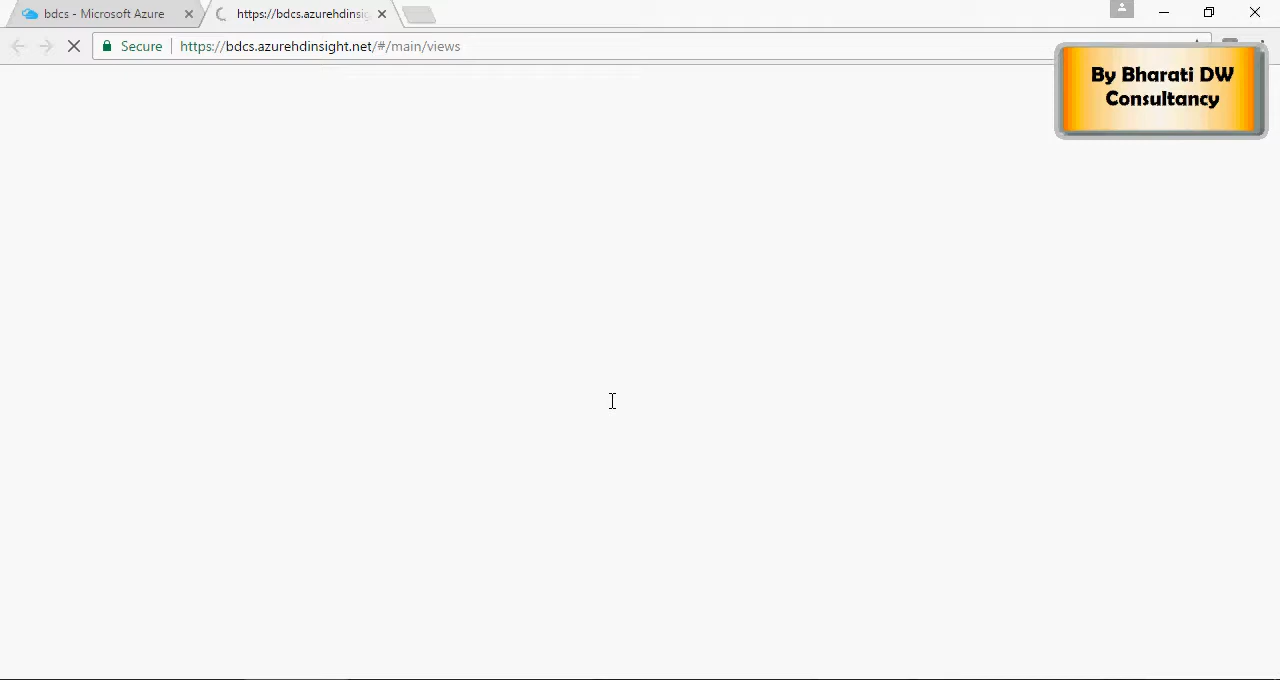 bdcs - Microsoft Azure
https://bdcs.azurehdinsig
Secure
https://bdcs.azurehdinsight.net/#/main/views
By Bharati DW
Consultancy